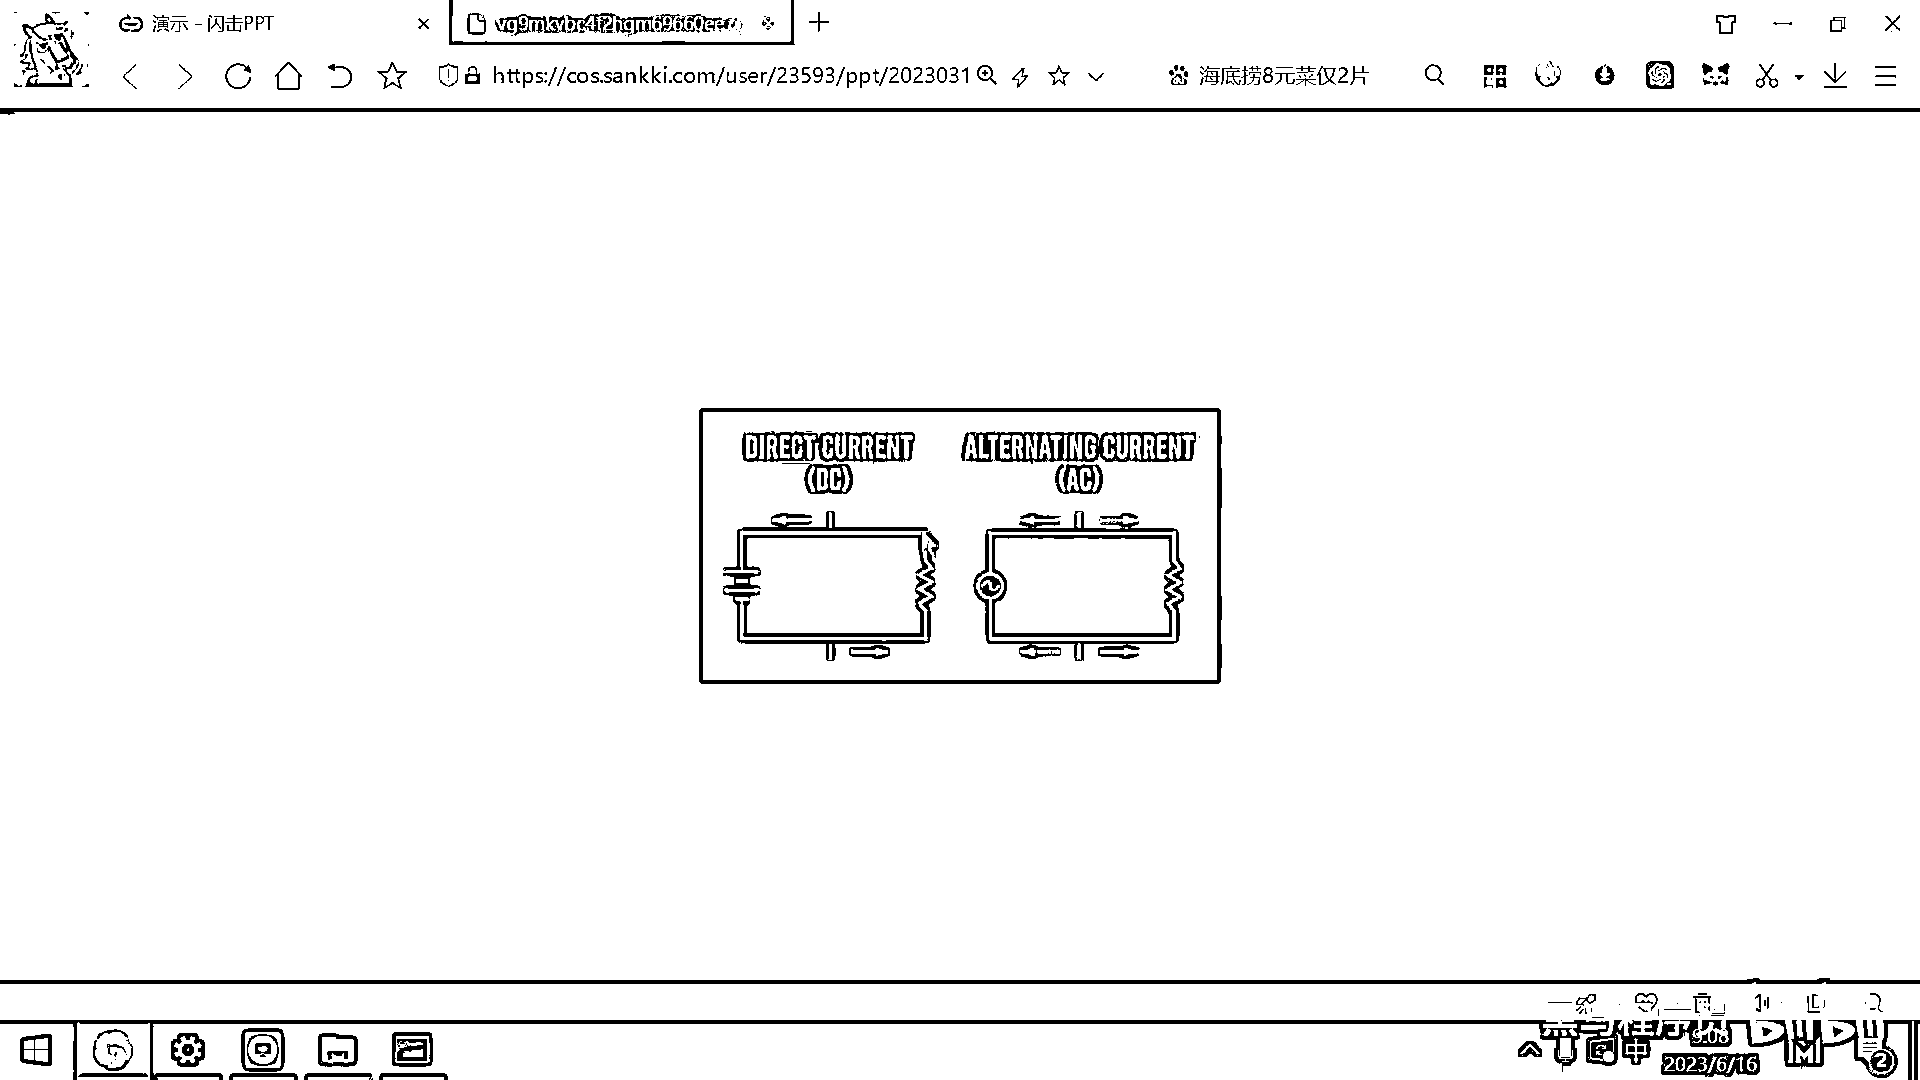 演示 - 闪击PPT
https://cos.sankki.com/user/23593/ppt/2023031
海底捞8元菜仅2片
DIRECT CURRENT
(DC)
ALTERNATING CURRENT
(AC)
中
9:08
2023/6/16
2